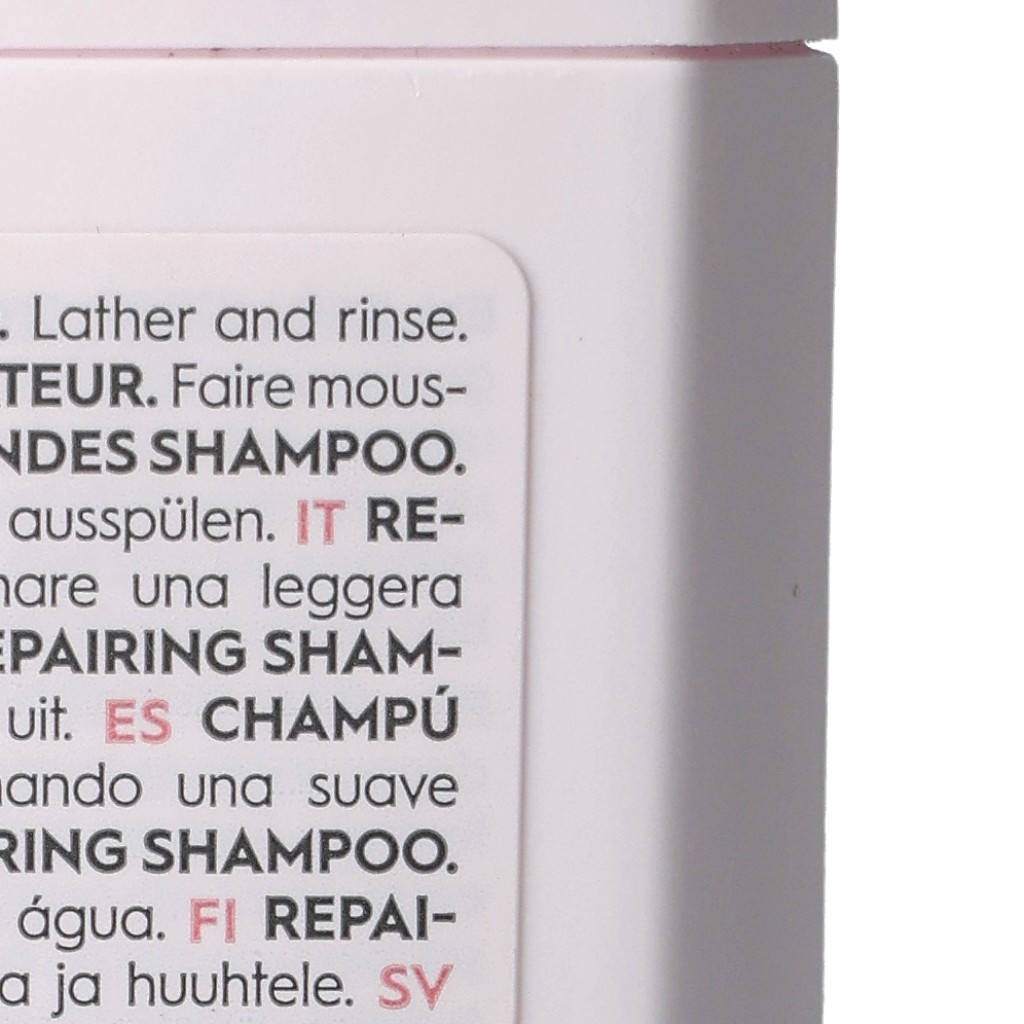 . Lather and rinse.
TEUR. Faire mous-
NDES SHAMPOO.
ausspülen. IT RE-
nare una leggera
EPAIRING SHAM-
uit. ES CHAMPÚ
nando una suave
RING SHAMPOO.
água. FI REPAI-
a ja huuhtele. SV